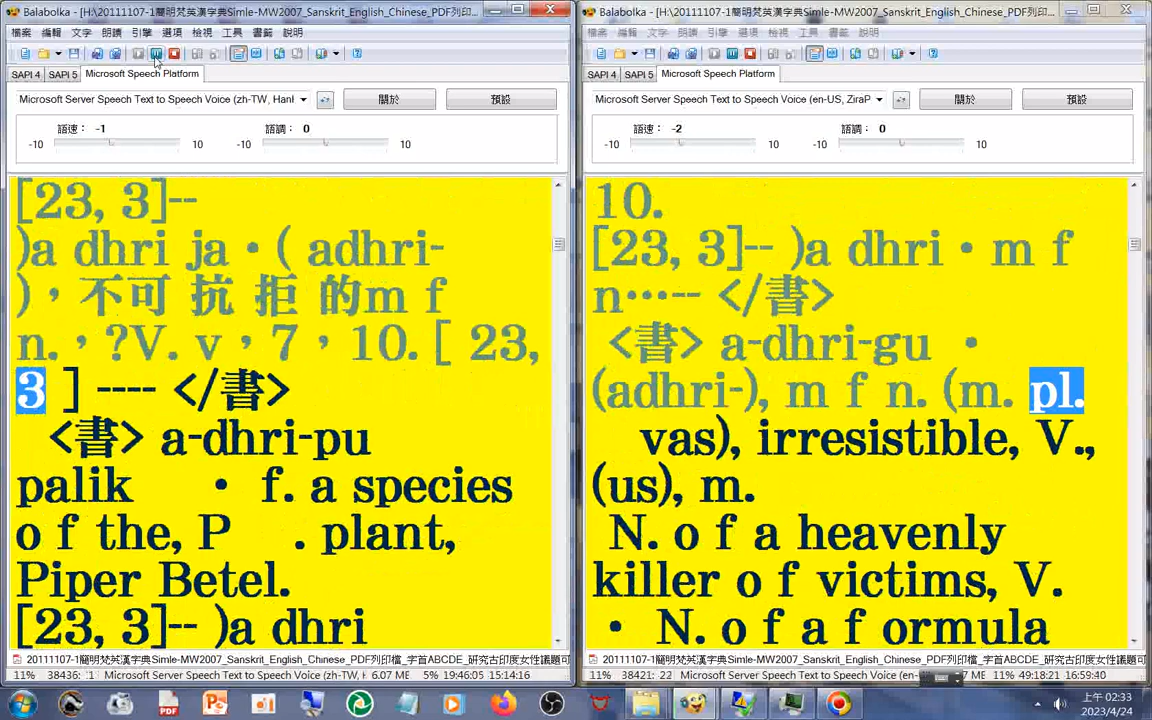 Balabolka - [H:\20111107-1簡明梵英漢字典Simle-MW2007_Sanskrit_English_Chinese_PDF列印...
檔案 編輯 文字 朗讀 引擎 選項 檢視 工具 書籤 說明
SAPI 4 SAPI 5 Microsoft Speech Platform
Microsoft Server Speech Text to Speech Voice (zh-TW, Hanl
關於 預設
語速： -1 語調： 0
-10 10 -10 10
[23, 3]--
)a dhri ja・( adhri-
)，不可 抗 拒 的m f
n.，?V. v，7，10. [ 23,
3 ] ---- </書>
<書> a-dhri-pu
palik ・ f. a species
o f the, P . plant,
Piper Betel.
[23, 3]-- )a dhri
20111107-1簡明梵英漢字典Simle-MW2007_Sanskrit_English_Chinese_PDF列印檔_字首ABCDE_研究古印度女性議題可
11% 38436: :1 Microsoft Server Speech Text to Speech Voice (zh-TW, H 6.07 MB 5% 19:46:05 15:14:16
Balabolka - [H:\20111107-1簡明梵英漢字典Simle-MW2007_Sanskrit_English_Chinese_PDF列印...
檔案 編輯 文字 朗讀 引擎 選項 檢視 工具 書籤 說明
SAPI 4 SAPI 5 Microsoft Speech Platform
Microsoft Server Speech Text to Speech Voice (en-US, ZiraP
關於 預設
語速： -2 語調： 0
-10 10 -10 10
10.
[23, 3]-- )a dhri・m f
n…-- </書>
<書> a-dhri-gu ・
(adhri-), m f n. (m. pl.
vas), irresistible, V.,
(us), m.
N. o f a heavenly
killer o f victims, V.
・ N. o f a f ormula
20111107-1簡明梵英漢字典Simle-MW2007_Sanskrit_English_Chinese_PDF列印檔_字首ABCDE_研究古印度女性議題可
11% 38421: 22 Microsoft Server Speech Text to Speech Voice (en- 11% 49:18:21 16:59:40
PDF
上午 02:33
2023/4/24